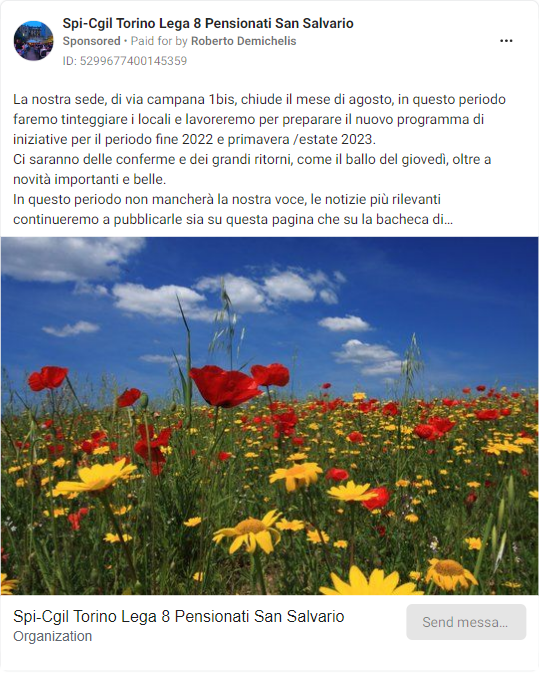 Spi-Cgil Torino Lega 8 Pensionati San Salvario
Sponsored • Paid for by Roberto Demichelis
ID: 5299677400145359
La nostra sede, di via campana 1bis, chiude il mese di agosto, in questo periodo
faremo tinteggiare i locali e lavoreremo per preparare il nuovo programma di
iniziative per il periodo fine 2022 e primavera /estate 2023.
Ci saranno delle conferme e dei grandi ritorni, come il ballo del giovedì, oltre a
novità importanti e belle.
In questo periodo non mancherà la nostra voce, le notizie più rilevanti
continueremo a pubblicarle sia su questa pagina che su la bacheca di...
Spi-Cgil Torino Lega 8 Pensionati San Salvario
Organization
Send messa...